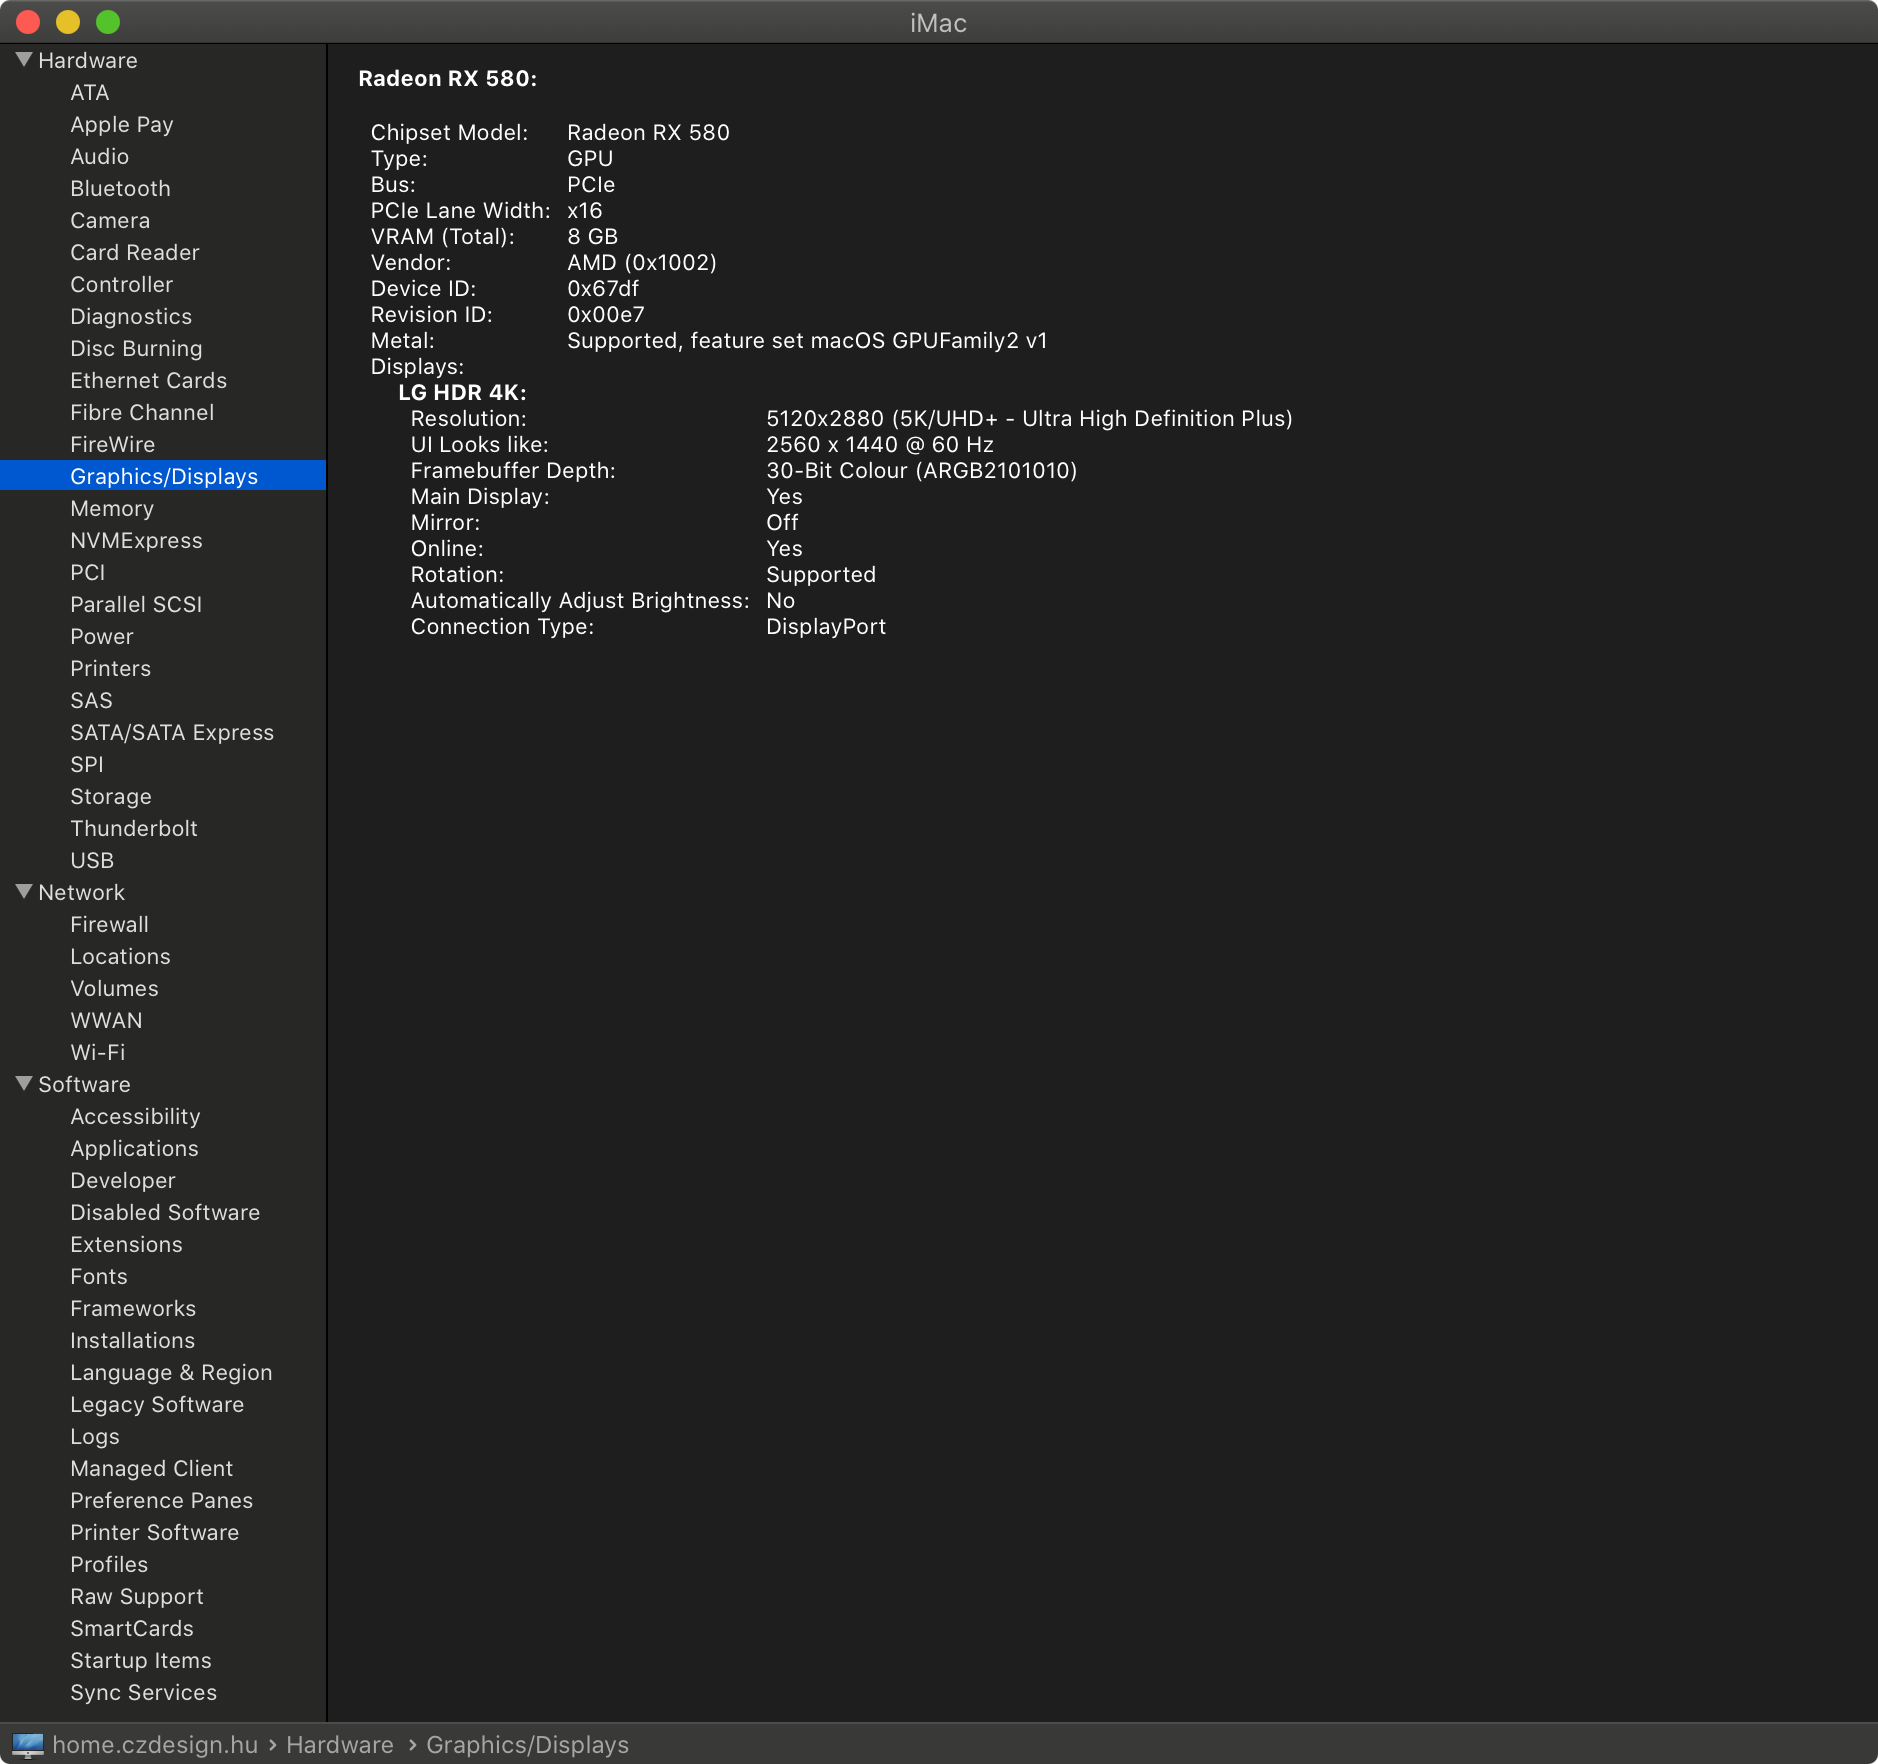 iMac
Hardware
ATA
Apple Pay
Audio
Bluetooth
Camera
Card Reader
Controller
Diagnostics
Disc Burning
Ethernet Cards
Fibre Channel
FireWire
Graphics/Displays
Memory
NVMExpress
PCI
Parallel SCSI
Power
Printers
SAS
SATA/SATA Express
SPI
Storage
Thunderbolt
USB
Network
Firewall
Locations
Volumes
WWAN
Wi-Fi
Software
Accessibility
Applications
Developer
Disabled Software
Extensions
Fonts
Frameworks
Installations
Language & Region
Legacy Software
Logs
Managed Client
Preference Panes
Printer Software
Profiles
Raw Support
SmartCards
Startup Items
Sync Services
Radeon RX 580:
Chipset Model: Radeon RX 580
Type: GPU
Bus: PCIe
PCIe Lane Width: x16
VRAM (Total): 8 GB
Vendor: AMD (0x1002)
Device ID: 0x67df
Revision ID: 0x00e7
Metal: Supported, feature set macOS GPUFamily2 v1
Displays:
LG HDR 4K:
Resolution: 5120x2880 (5K/UHD+ - Ultra High Definition Plus)
UI Looks like: 2560 x 1440 @ 60 Hz
Framebuffer Depth: 30-Bit Colour (ARGB2101010)
Main Display: Yes
Mirror: Off
Online: Yes
Rotation: Supported
Automatically Adjust Brightness: No
Connection Type: DisplayPort
home.czdesign.hu › Hardware › Graphics/Displays